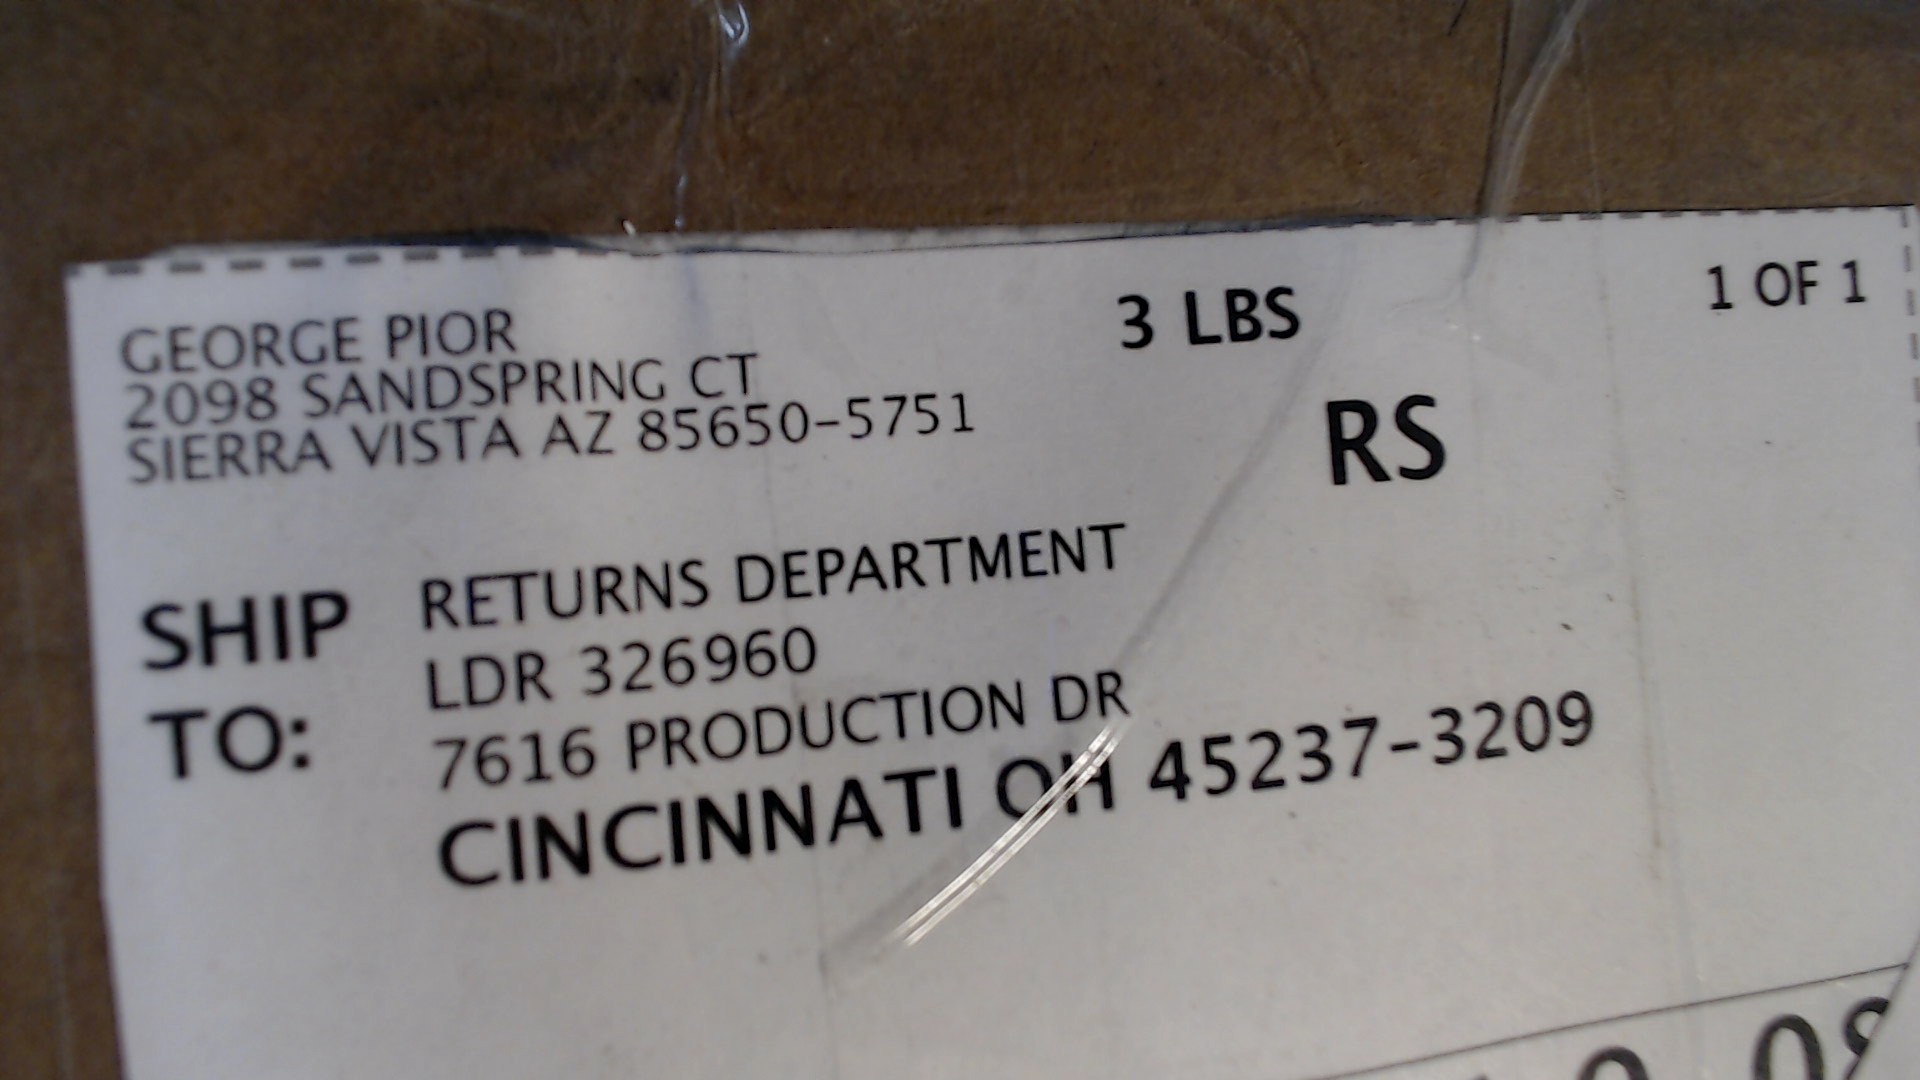 GEORGE PIOR
2098 SANDSPRING CT
SIERRA VISTA AZ 85650-5751
3 LBS
1 OF 1
RS
SHIP TO:
RETURNS DEPARTMENT
LDR 326960
7616 PRODUCTION DR
CINCINNATI OH 45237-3209